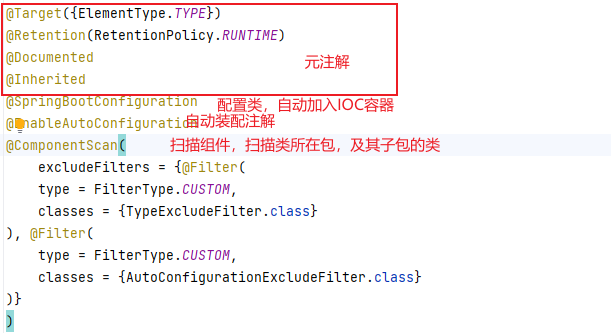 @Target({ElementType.TYPE})
@Retention(RetentionPolicy.RUNTIME)
@Documented
元注解
@Inherited
@SpringBootConfiguration 配置类，自动加入IOC容器
@EnableAutoConfiguration 自动装配注解
@ComponentScan( 扫描组件，扫描类所在包，及其子包的类
excludeFilters = {@Filter(
type = FilterType.CUSTOM,
classes = {TypeExcludeFilter.class}
), @Filter(
type = FilterType.CUSTOM,
classes = {AutoConfigurationExcludeFilter.class}
)}
)